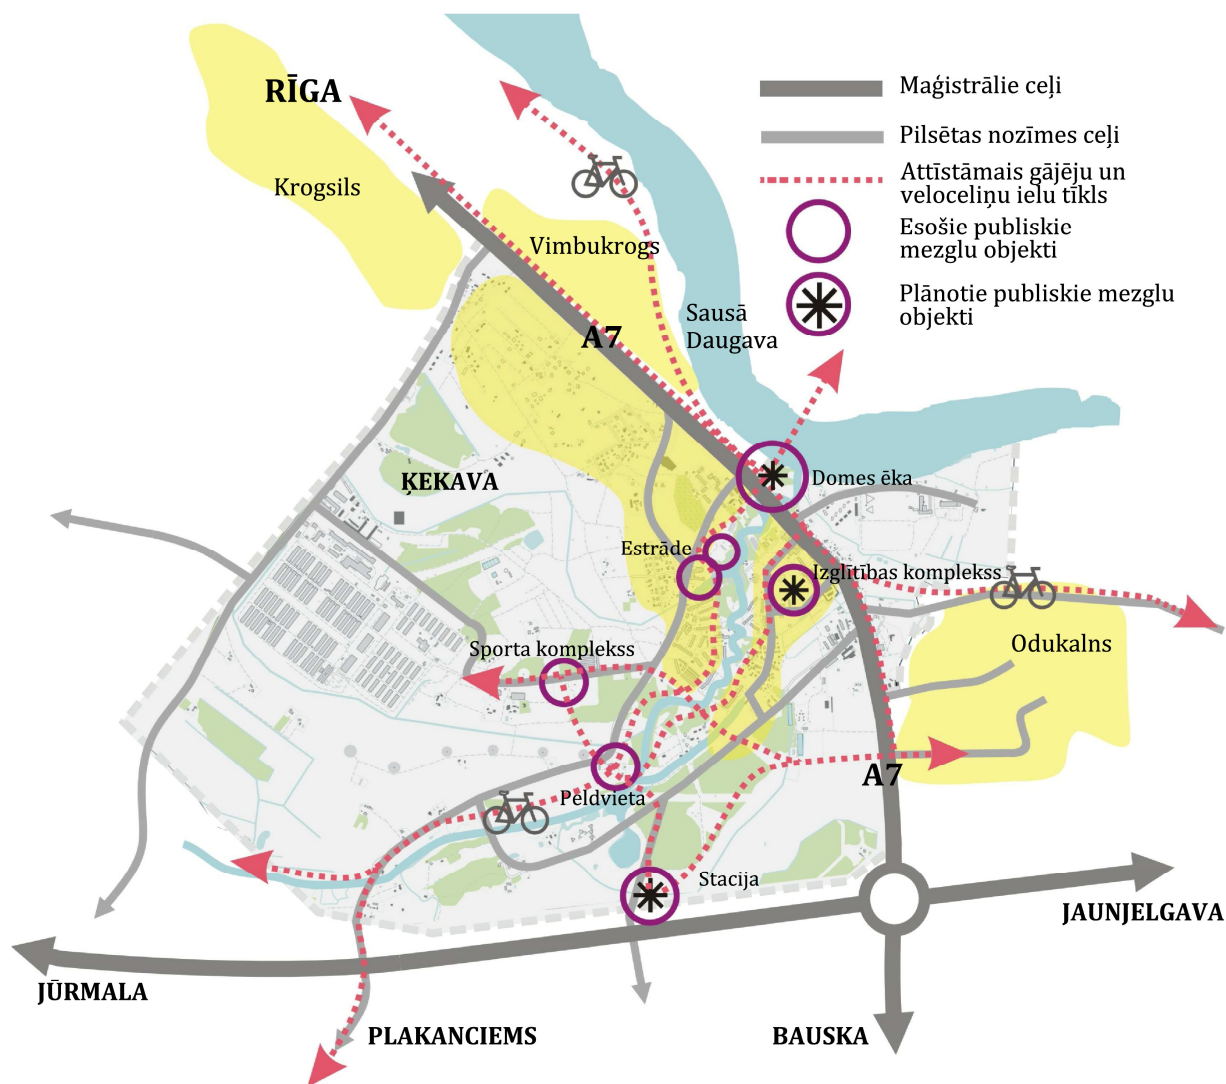 RĪGA
Maģistrālie ceļi
Pilsētas nozīmes ceļi
Attīstāmais gājēju un
veloceliņu ielu tīkls
Esošie publiskie
mezglu objekti
Plānotie publiskie mezglu
objekti
Krogsils
Vimbukrogs
Sausā
Daugava
A7
ĶEKAVA
Domes ēka
Estrāde
Izglītības komplekss
Sporta komplekss
Odukalns
A7
Peldvieta
Stacija
JAUNJELGAVA
JŪRMALA
PLAKANCIEMS
BAUSKA